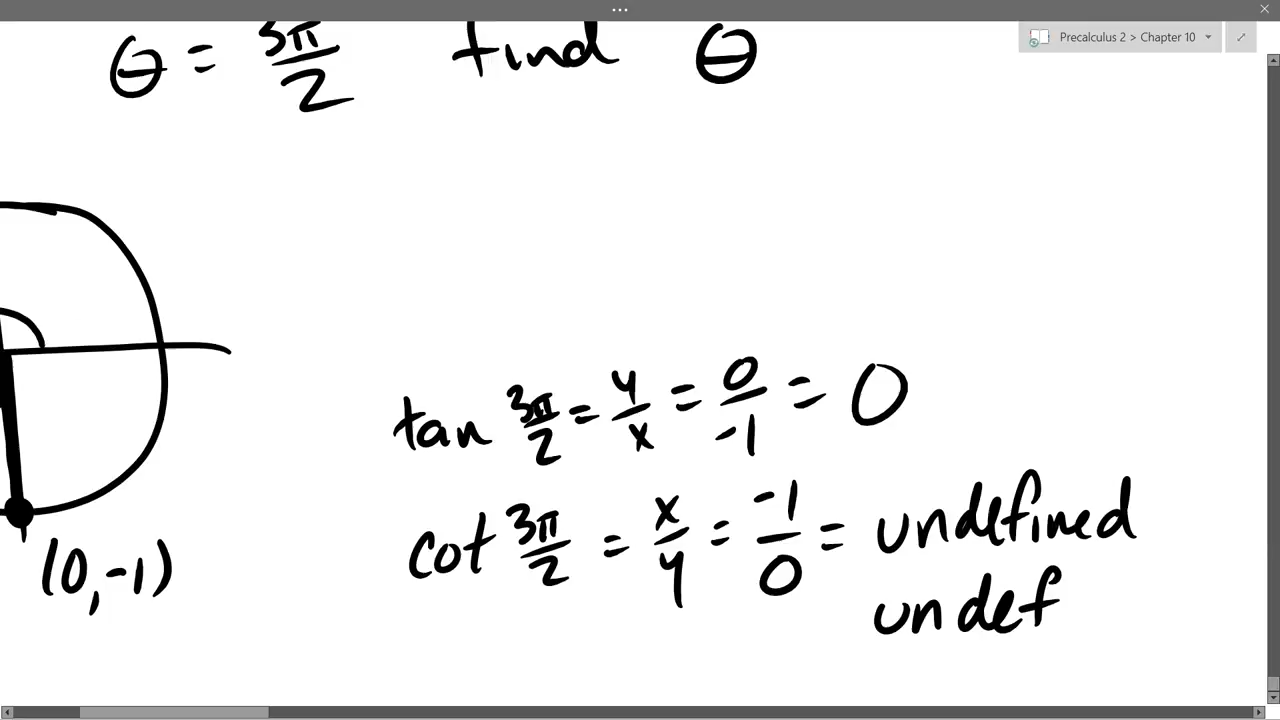 Precalculus 2 > Chapter 10
θ = 3π/2 find θ
tan 3π/2 = y/x = 0/-1 = 0
cot 3π/2 = x/y = -1/0 = undefined
(0,-1)
undef